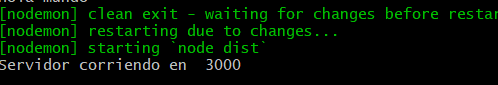 [nodemon] clean exit - waiting for changes before restar
[nodemon] restarting due to changes...
[nodemon] starting `node dist`
Servidor corriendo en  3000